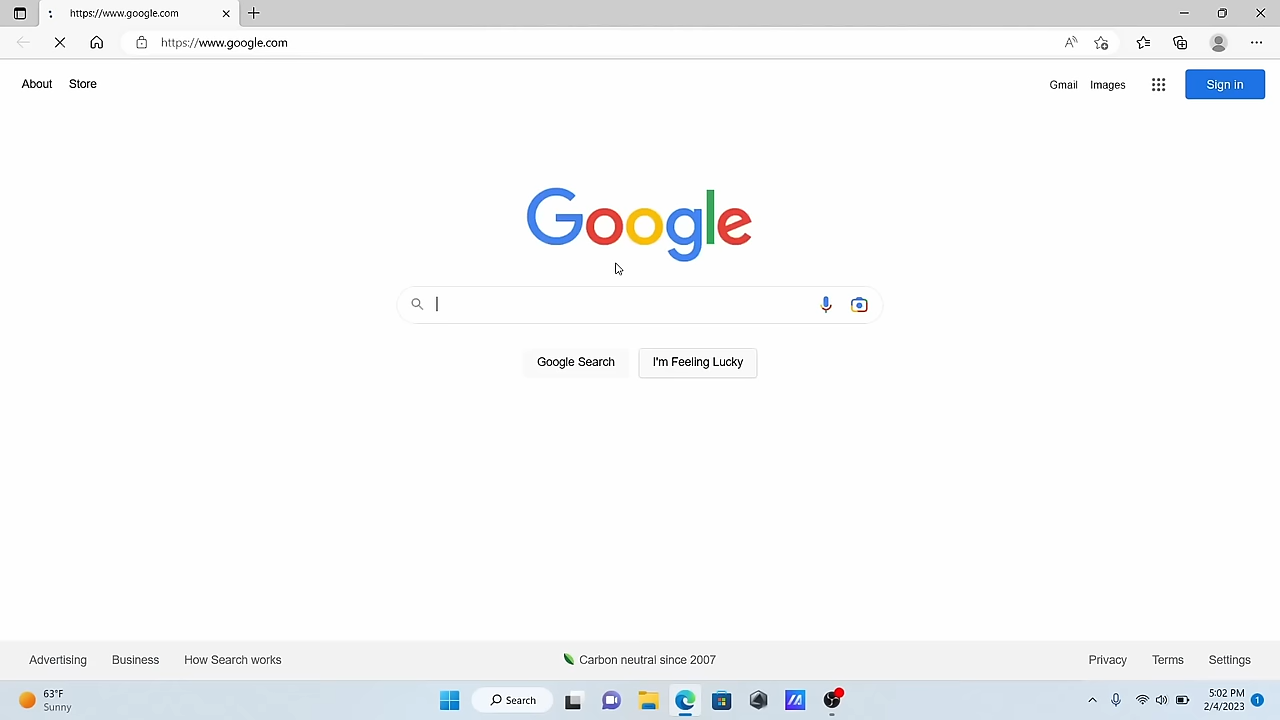 https://www.google.com
https://www.google.com
About Store
Gmail Images Sign in
Google
Google Search I'm Feeling Lucky
Advertising Business How Search works
Carbon neutral since 2007
Privacy Terms Settings
63°F
Sunny
Search
5:02 PM
2/4/2023
1